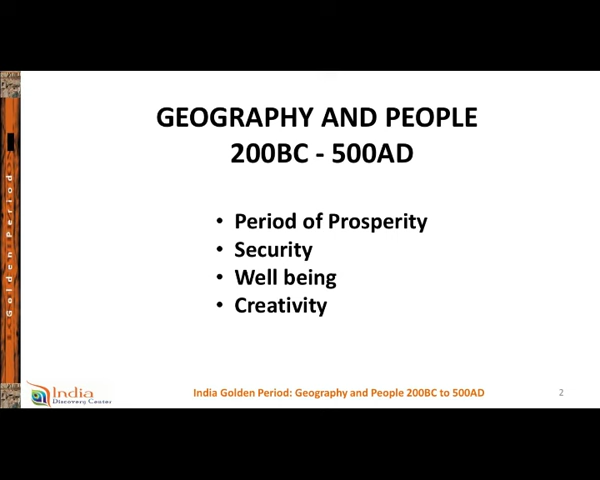 GEOGRAPHY AND PEOPLE
200BC - 500AD
• Period of Prosperity
• Security
• Well being
• Creativity
Golden Period
India
Discovery Center
India Golden Period: Geography and People 200BC to 500AD
2